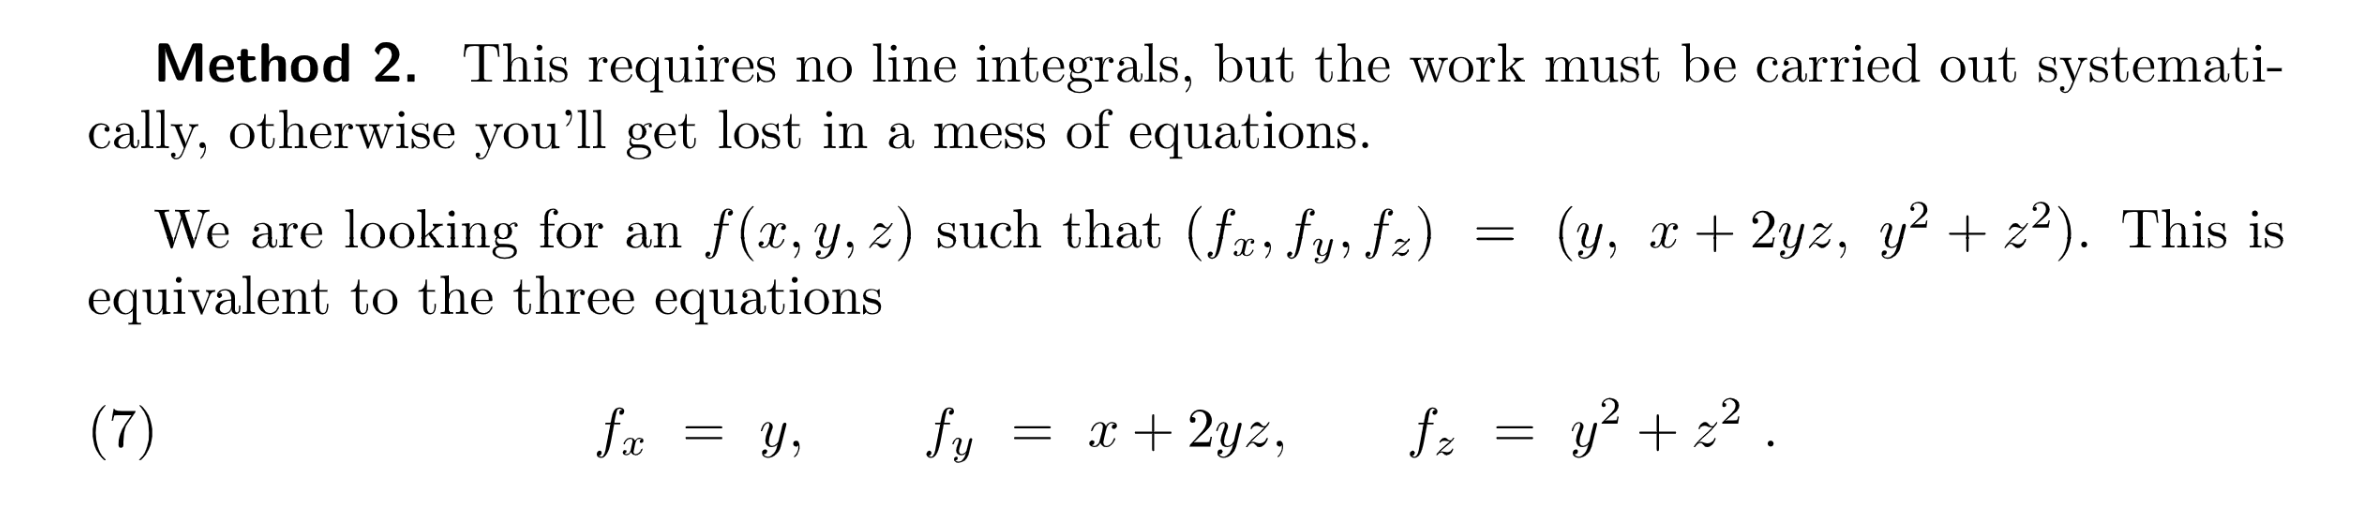 Method 2. This requires no line integrals, but the work must be carried out systemati-
cally, otherwise you'll get lost in a mess of equations.
We are looking for an f(x, y, z) such that (fₓ, f_y, f_z) = (y, x + 2yz, y² + z²). This is
equivalent to the three equations
(7) fₓ = y, f_y = x + 2yz, f_z = y² + z² .